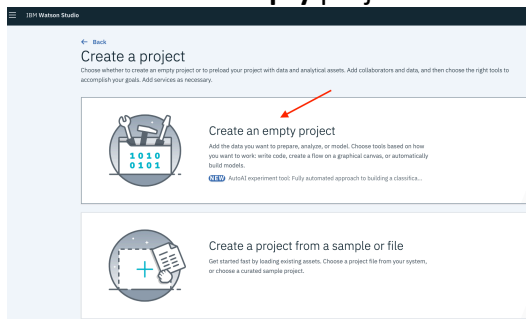 empty proj
IBM Watson Studio
← Back
Create a project
Choose whether to create an empty project or to preload your project with data and analytical assets. Add collaborators and data, and then choose the right tools to
accomplish your goals. Add services as necessary.
Create an empty project
Add the data you want to prepare, analyze, or model. Choose tools based on how
you want to work: write code, create a flow on a graphical canvas, or automatically
build models.
NEW AutoAI experiment tool: Fully automated approach to building a classifica...
1010
0101
Create a project from a sample or file
Get started fast by loading existing assets. Choose a project file from your system,
or choose a curated sample project.